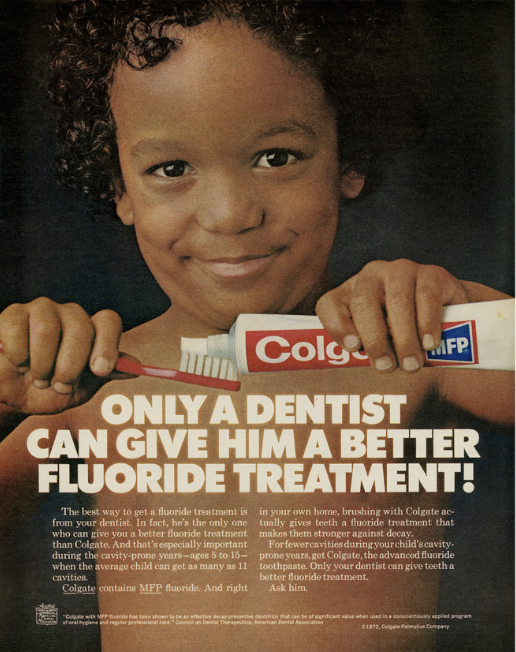 Colg
MFP
ONLY A DENTIST
CAN GIVE HIM A BETTER
FLUORIDE TREATMENT!
The best way to get a fluoride treatment is
from your dentist. In fact, he's the only one
who can give you a better fluoride treatment
than Colgate. And that's especially important
during the cavity-prone years—ages 5 to 15—
when the average child can get as many as 11
cavities.
Colgate contains MFP fluoride. And right
in your own home, brushing with Colgate ac-
tually gives teeth a fluoride treatment that
makes them stronger against decay.
For fewer cavities during your child's cavity-
prone years, get Colgate, the advanced fluoride
toothpaste. Only your dentist can give teeth a
better fluoride treatment.
Ask him.
"Colgate with MFP fluoride has been shown to be an effective decay-preventive dentifrice that can be of significant value when used in a conscientiously applied program
of oral hygiene and regular professional care." Council on Dental Therapeutics, American Dental Association
©1972, Colgate-Palmolive Company